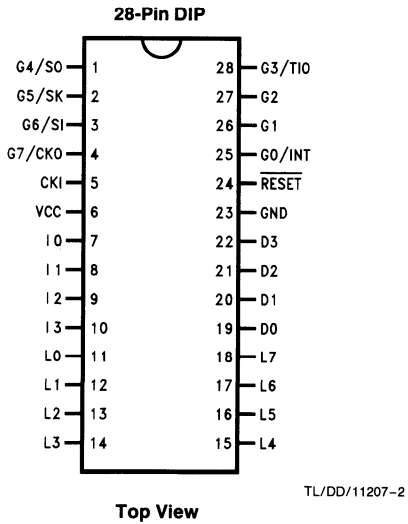 28-Pin DIP
G4/SO 1 28 G3/TIO
G5/SK 2 27 G2
G6/SI 3 26 G1
G7/CKO 4 25 G0/INT
CKI 5 24 RESET
VCC 6 23 GND
I0 7 22 D3
I1 8 21 D2
I2 9 20 D1
I3 10 19 D0
L0 11 18 L7
L1 12 17 L6
L2 13 16 L5
L3 14 15 L4
TL/DD/11207-2
Top View